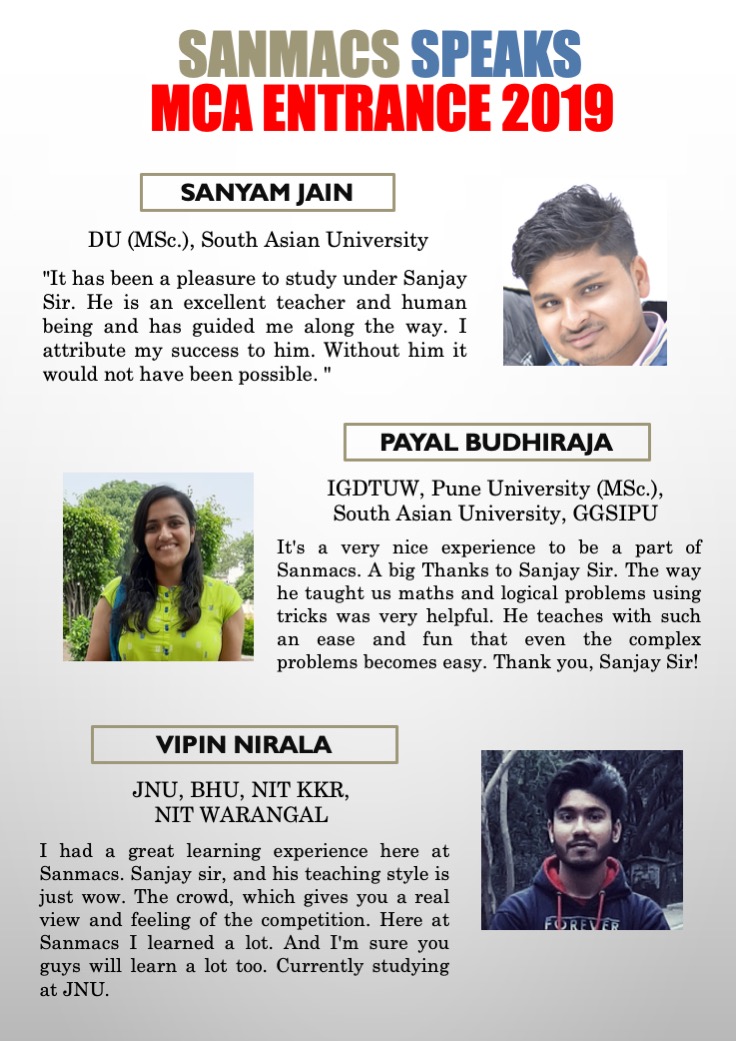 SANMACS SPEAKS
MCA ENTRANCE 2019
SANYAM JAIN
DU (MSc.), South Asian University
"It has been a pleasure to study under Sanjay
Sir. He is an excellent teacher and human
being and has guided me along the way. I
attribute my success to him. Without him it
would not have been possible. "
PAYAL BUDHIRAJA
IGDTUW, Pune University (MSc.),
South Asian University, GGSIPU
It's a very nice experience to be a part of
Sanmacs. A big Thanks to Sanjay Sir. The way
he taught us maths and logical problems using
tricks was very helpful. He teaches with such
an ease and fun that even the complex
problems becomes easy. Thank you, Sanjay Sir!
VIPIN NIRALA
JNU, BHU, NIT KKR,
NIT WARANGAL
I had a great learning experience here at
Sanmacs. Sanjay sir, and his teaching style is
just wow. The crowd, which gives you a real
view and feeling of the competition. Here at
Sanmacs I learned a lot. And I'm sure you
guys will learn a lot too. Currently studying
at JNU.
FOREVER